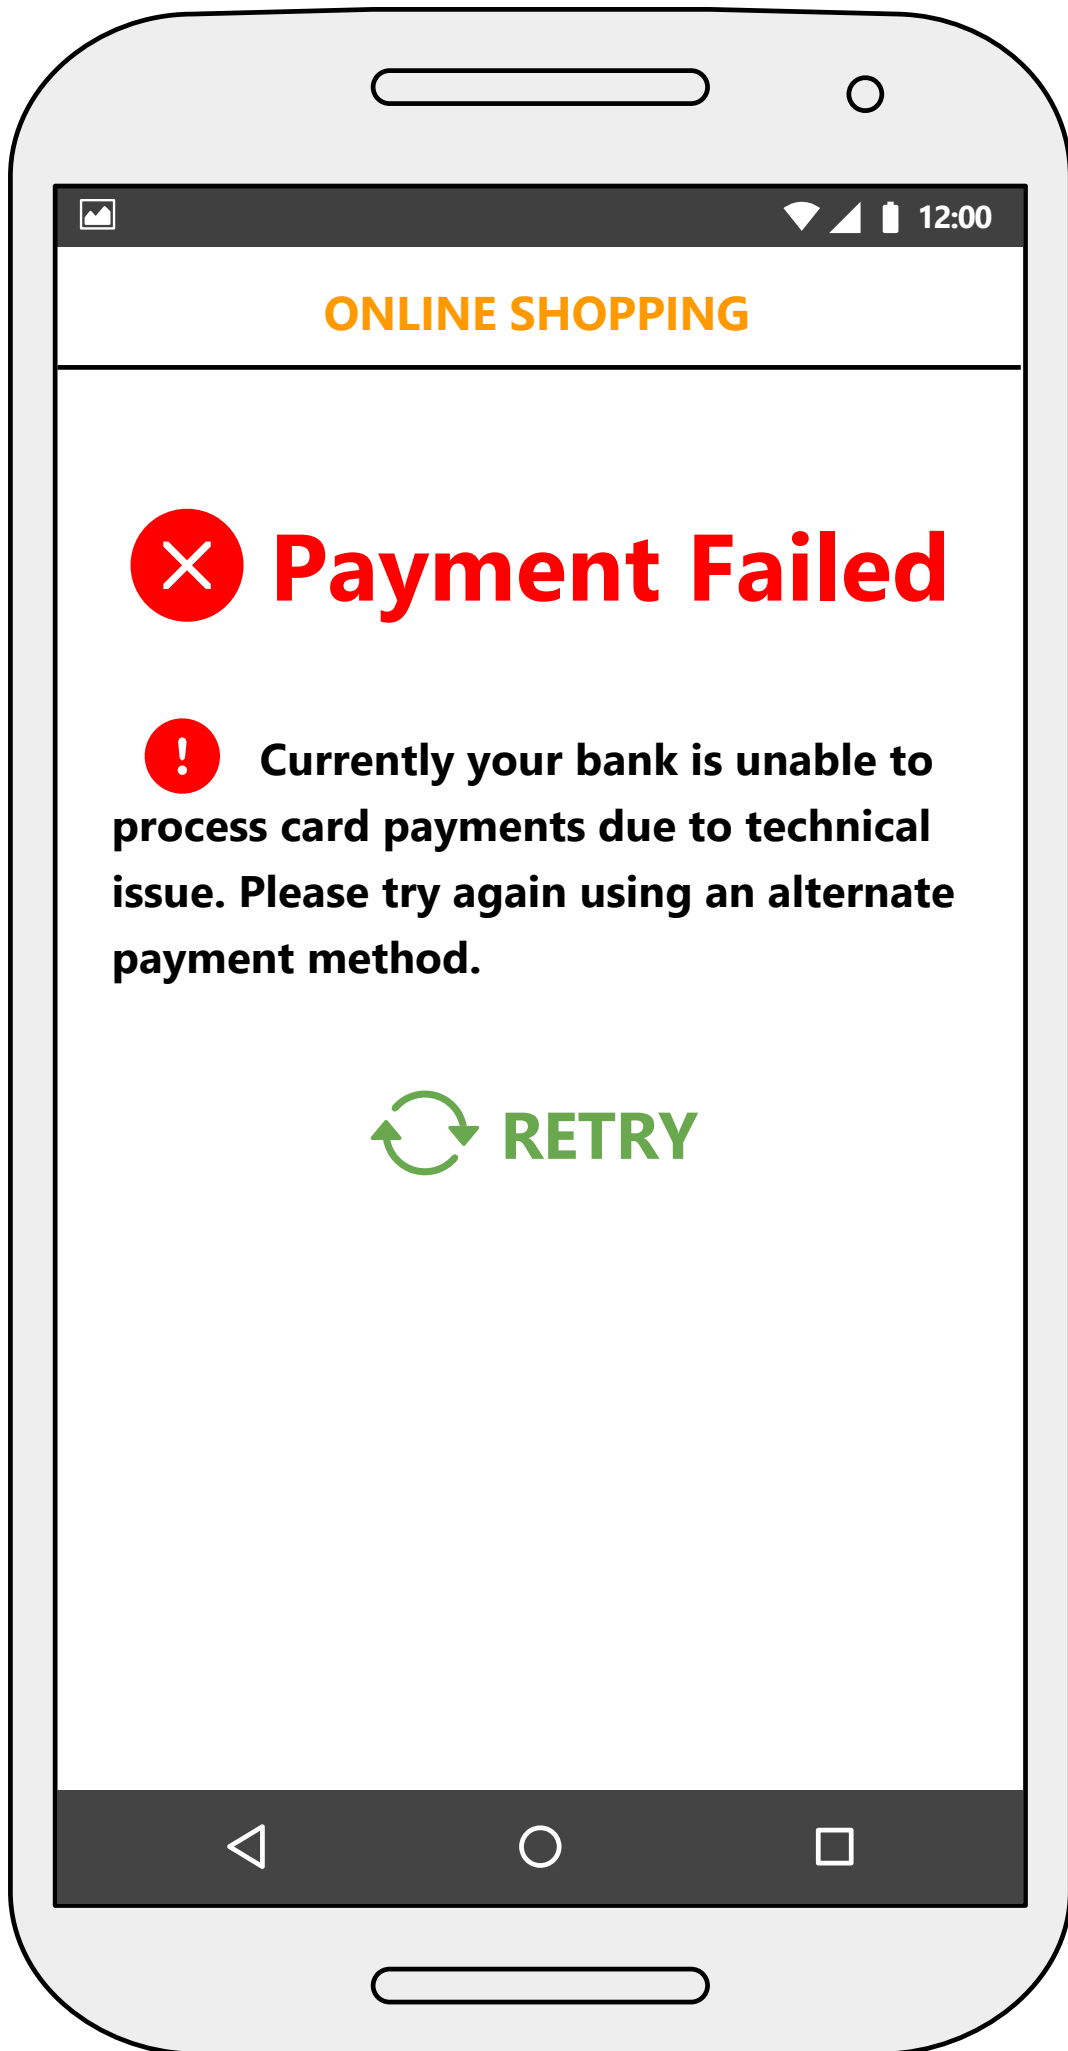 12:00
ONLINE SHOPPING
Payment Failed
Currently your bank is unable to
process card payments due to technical
issue. Please try again using an alternate
payment method.
RETRY